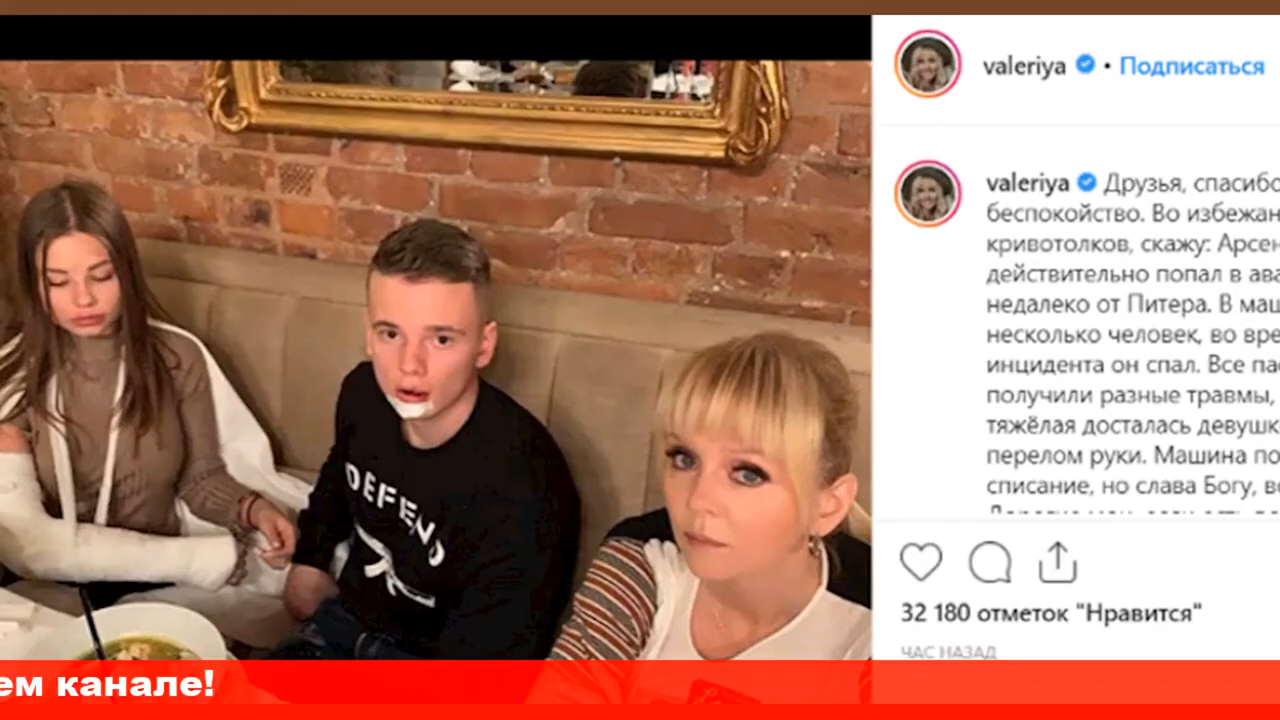 valeriya • Подписаться
valeriya Друзья, спасибо
беспокойство. Во избежан
кривотолков, скажу: Арсен
действительно попал в ава
недалеко от Питера. В маш
несколько человек, во вре
инцидента он спал. Все пас
получили разные травмы,
тяжёлая досталась девушк
перелом руки. Машина по
списание, но слава Богу, вс
DEFEND
32 180 отметок "Нравится"
ЧАС НАЗАД
ем канале!